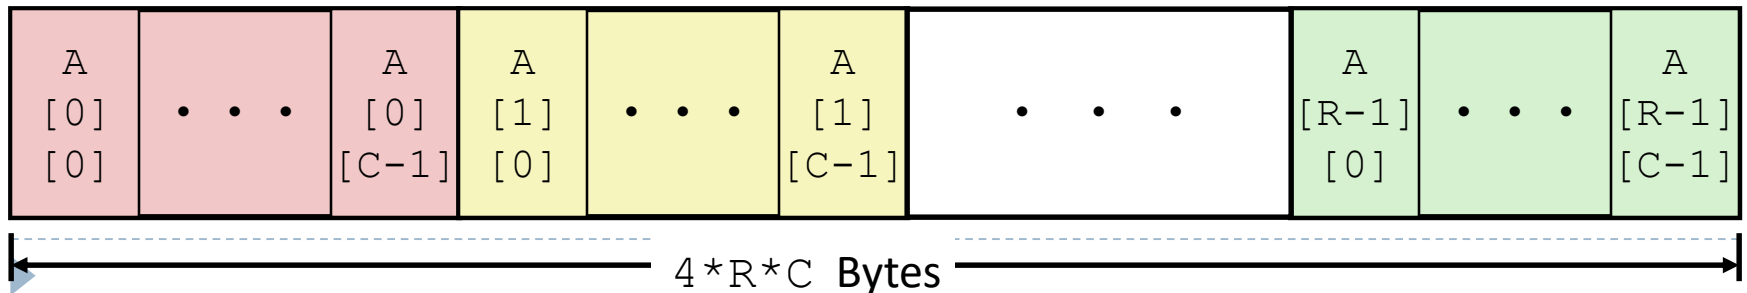 A A A A A A
[0] • • • [0] [1] • • • [1] • • • [R-1] • • • [R-1]
[0] [C-1] [0] [C-1] [0] [C-1]
4*R*C Bytes